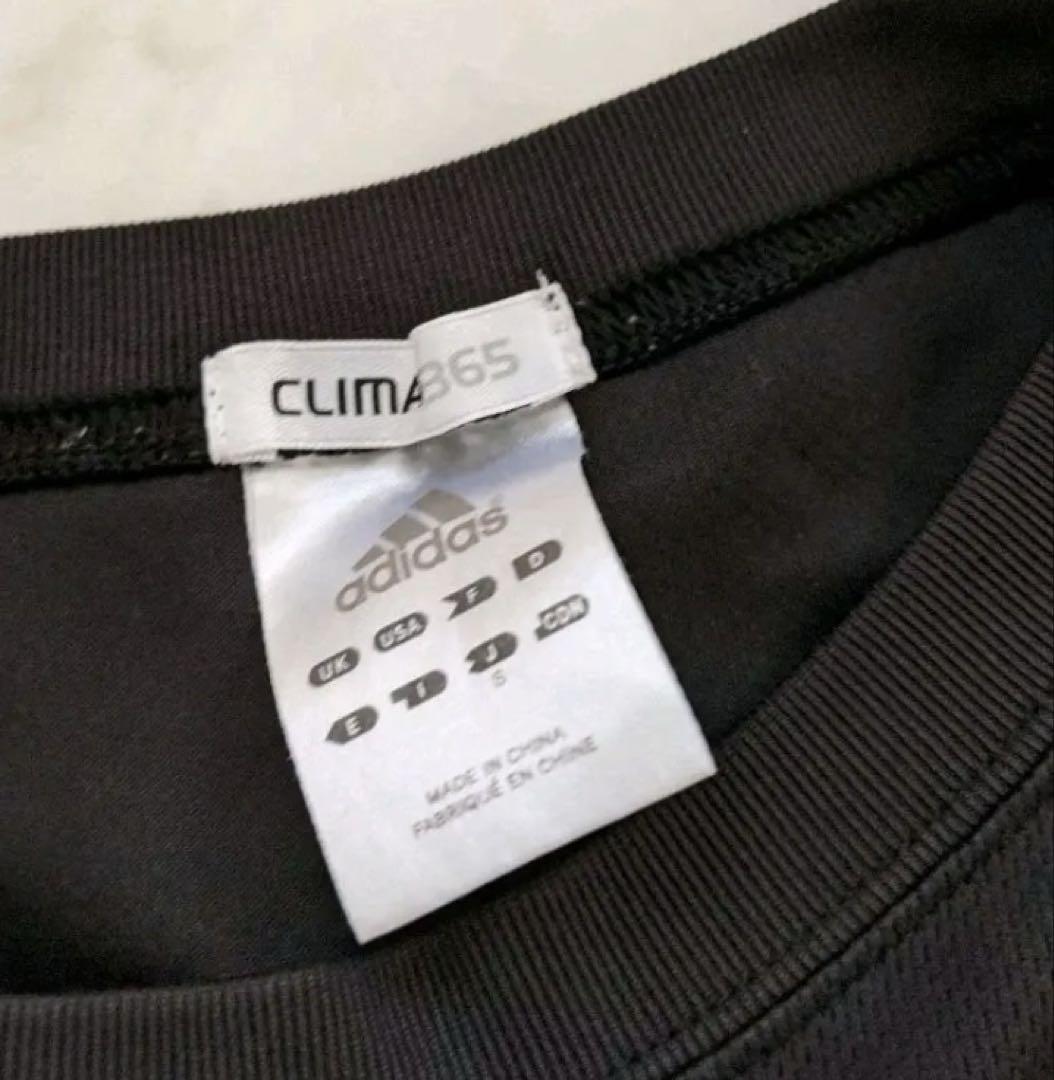 CLIMA365
adidas
UK USA F D
E I J CDN
S
MADE IN CHINA
FABRIQUÉ EN CHINE